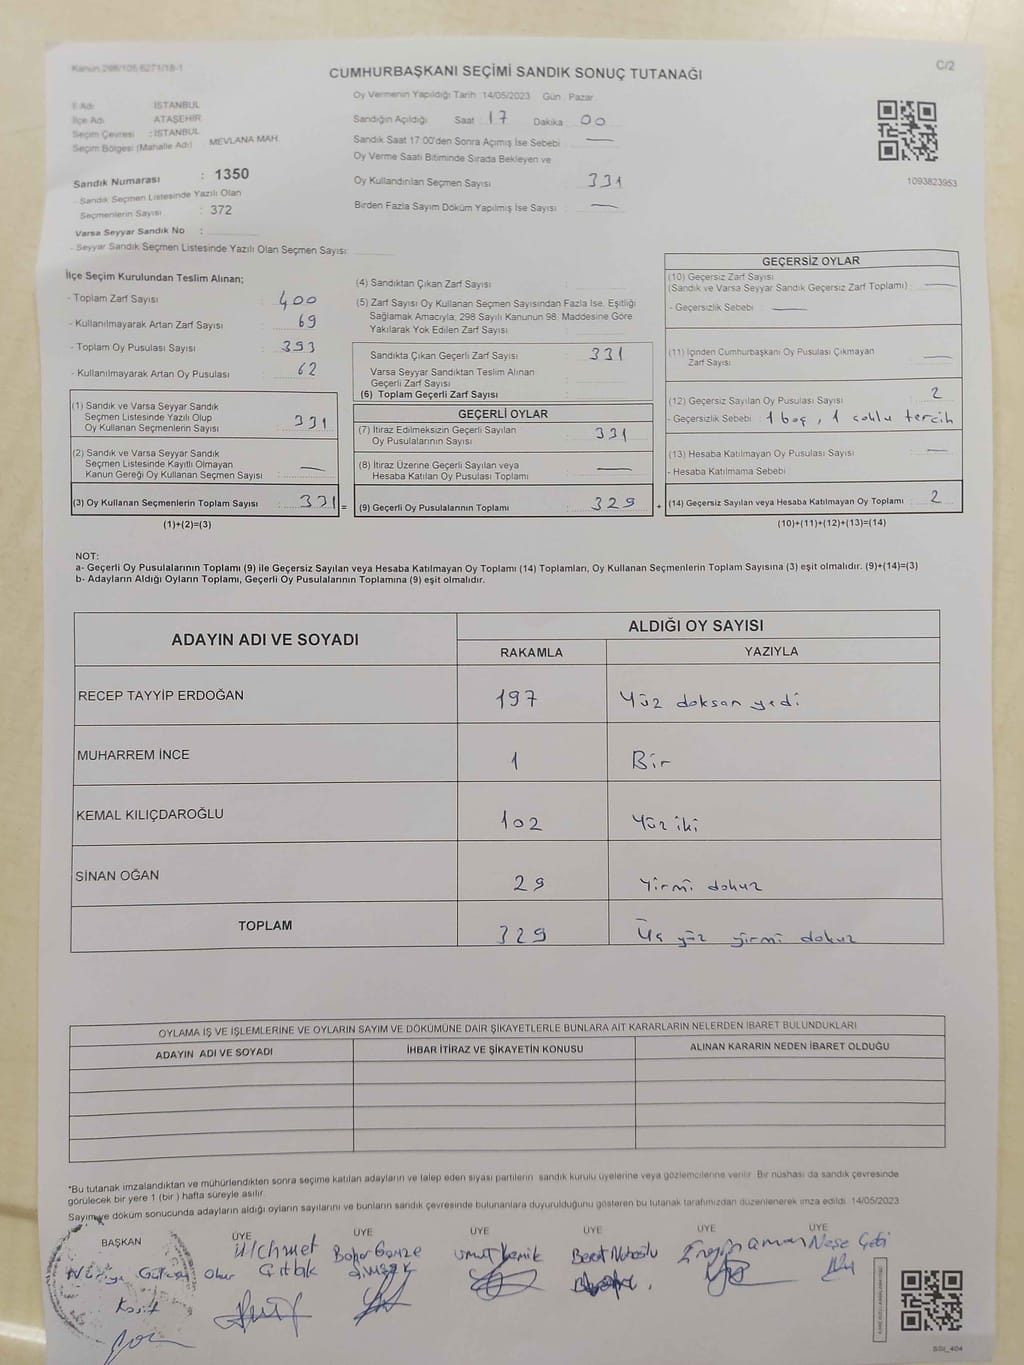 Kanun 298/105,6271/18-1
CUMHURBAŞKANI SEÇİMİ SANDIK SONUÇ TUTANAĞI
C/2
Oy Vermenin Yapıldığı Tarih : 14/05/2023 Gün : Pazar
İl Adı : İSTANBUL
İlçe Adı : ATAŞEHİR
Seçim Çevresi : İSTANBUL
Seçim Bölgesi (Mahalle Adı) MEVLANA MAH
Sandık Numarası : 1350
- Sandık Seçmen Listesinde Yazılı Olan
Seçmenlerin Sayısı : 372
Varsa Seyyar Sandık No :
- Seyyar Sandık Seçmen Listesinde Yazılı Olan Seçmen Sayısı:
Sandığın Açıldığı Saat 17 Dakika 00
Sandık Saat 17.00'den Sonra Açımış İse Sebebi : —
Oy Verme Saati Bitiminde Sırada Bekleyen ve
Oy Kullandırılan Seçmen Sayısı : 331
Birden Fazla Sayım Döküm Yapılmış İse Sayısı : —
1093823953
İlçe Seçim Kurulundan Teslim Alınan;
- Toplam Zarf Sayısı : 400
- Kullanılmayarak Artan Zarf Sayısı : 69
- Toplam Oy Pusulası Sayısı : 393
- Kullanılmayarak Artan Oy Pusulası : 62
(1) Sandık ve Varsa Seyyar Sandık
Seçmen Listesinde Yazılı Olup
Oy Kullanan Seçmenlerin Sayısı : 331
(2) Sandık ve Varsa Seyyar Sandık
Seçmen Listesinde Kayıtlı Olmayan
Kanun Gereği Oy Kullanan Seçmen Sayısı : —
(3) Oy Kullanan Seçmenlerin Toplam Sayısı : 331 =
(1)+(2)=(3)
(4) Sandıktan Çıkan Zarf Sayısı :
(5) Zarf Sayısı Oy Kullanan Seçmen Sayısından Fazla İse, Eşitliği
Sağlamak Amacıyla, 298 Sayılı Kanunun 98. Maddesine Göre
Yakılarak Yok Edilen Zarf Sayısı :
Sandıkta Çıkan Geçerli Zarf Sayısı : 331
Varsa Seyyar Sandıktan Teslim Alınan
Geçerli Zarf Sayısı :
(6) Toplam Geçerli Zarf Sayısı :
GEÇERLİ OYLAR
(7) İtiraz Edilmeksizin Geçerli Sayılan
Oy Pusulalarının Sayısı : 331
(8) İtiraz Üzerine Geçerli Sayılan veya
Hesaba Katılan Oy Pusulası Toplamı : —
(9) Geçerli Oy Pusulalarının Toplamı : 329 +
GEÇERSİZ OYLAR
(10) Geçersiz Zarf Sayısı
(Sandık ve Varsa Seyyar Sandık Geçersiz Zarf Toplamı) : —
- Geçersizlik Sebebi : —
(11) İçinden Cumhurbaşkanı Oy Pusulası Çıkmayan
Zarf Sayısı : —
(12) Geçersiz Sayılan Oy Pusulası Sayısı : 2
- Geçersizlik Sebebi : 1 boş, 1 çoklu tercih
(13) Hesaba Katılmayan Oy Pusulası Sayısı : —
- Hesaba Katılmama Sebebi :
(14) Geçersiz Sayılan veya Hesaba Katılmayan Oy Toplamı : 2
(10)+(11)+(12)+(13)=(14)
NOT:
a- Geçerli Oy Pusulalarının Toplamı (9) ile Geçersiz Sayılan veya Hesaba Katılmayan Oy Toplamı (14) Toplamları, Oy Kullanan Seçmenlerin Toplam Sayısına (3) eşit olmalıdır. (9)+(14)=(3)
b- Adayların Aldığı Oyların Toplamı, Geçerli Oy Pusulalarının Toplamına (9) eşit olmalıdır.
ADAYIN ADI VE SOYADI ALDIĞI OY SAYISI
RAKAMLA YAZIYLA
RECEP TAYYİP ERDOĞAN 197 Yüz doksan yedi
MUHARREM İNCE 1 Bir
KEMAL KILIÇDAROĞLU 102 Yüz iki
SİNAN OĞAN 29 Yirmi dokuz
TOPLAM 329 Üç yüz yirmi dokuz
OYLAMA İŞ VE İŞLEMLERİNE VE OYLARIN SAYIM VE DÖKÜMÜNE DAİR ŞİKAYETLERLE BUNLARA AİT KARARLARIN NELERDEN İBARET BULUNDUKLARI
ADAYIN ADI VE SOYADI İHBAR İTİRAZ VE ŞİKAYETİN KONUSU ALINAN KARARIN NEDEN İBARET OLDUĞU
*Bu tutanak imzalandıktan ve mühürlendikten sonra seçime katılan adayların ve talep eden siyasi partilerin sandık kurulu üyelerine veya gözlemcilerine verilir. Bir nüshası da sandık çevresinde
görülecek bir yere 1 (bir) hafta süreyle asılır.
Sayım ve döküm sonucunda adayların aldığı oyların sayılarını ve bunların sandık çevresinde bulunanlara duyurulduğunu gösteren bu tutanak tarafımızdan düzenlenerek imza edildi. 14/05/2023
BAŞKAN ÜYE ÜYE ÜYE ÜYE ÜYE ÜYE
SSI_404